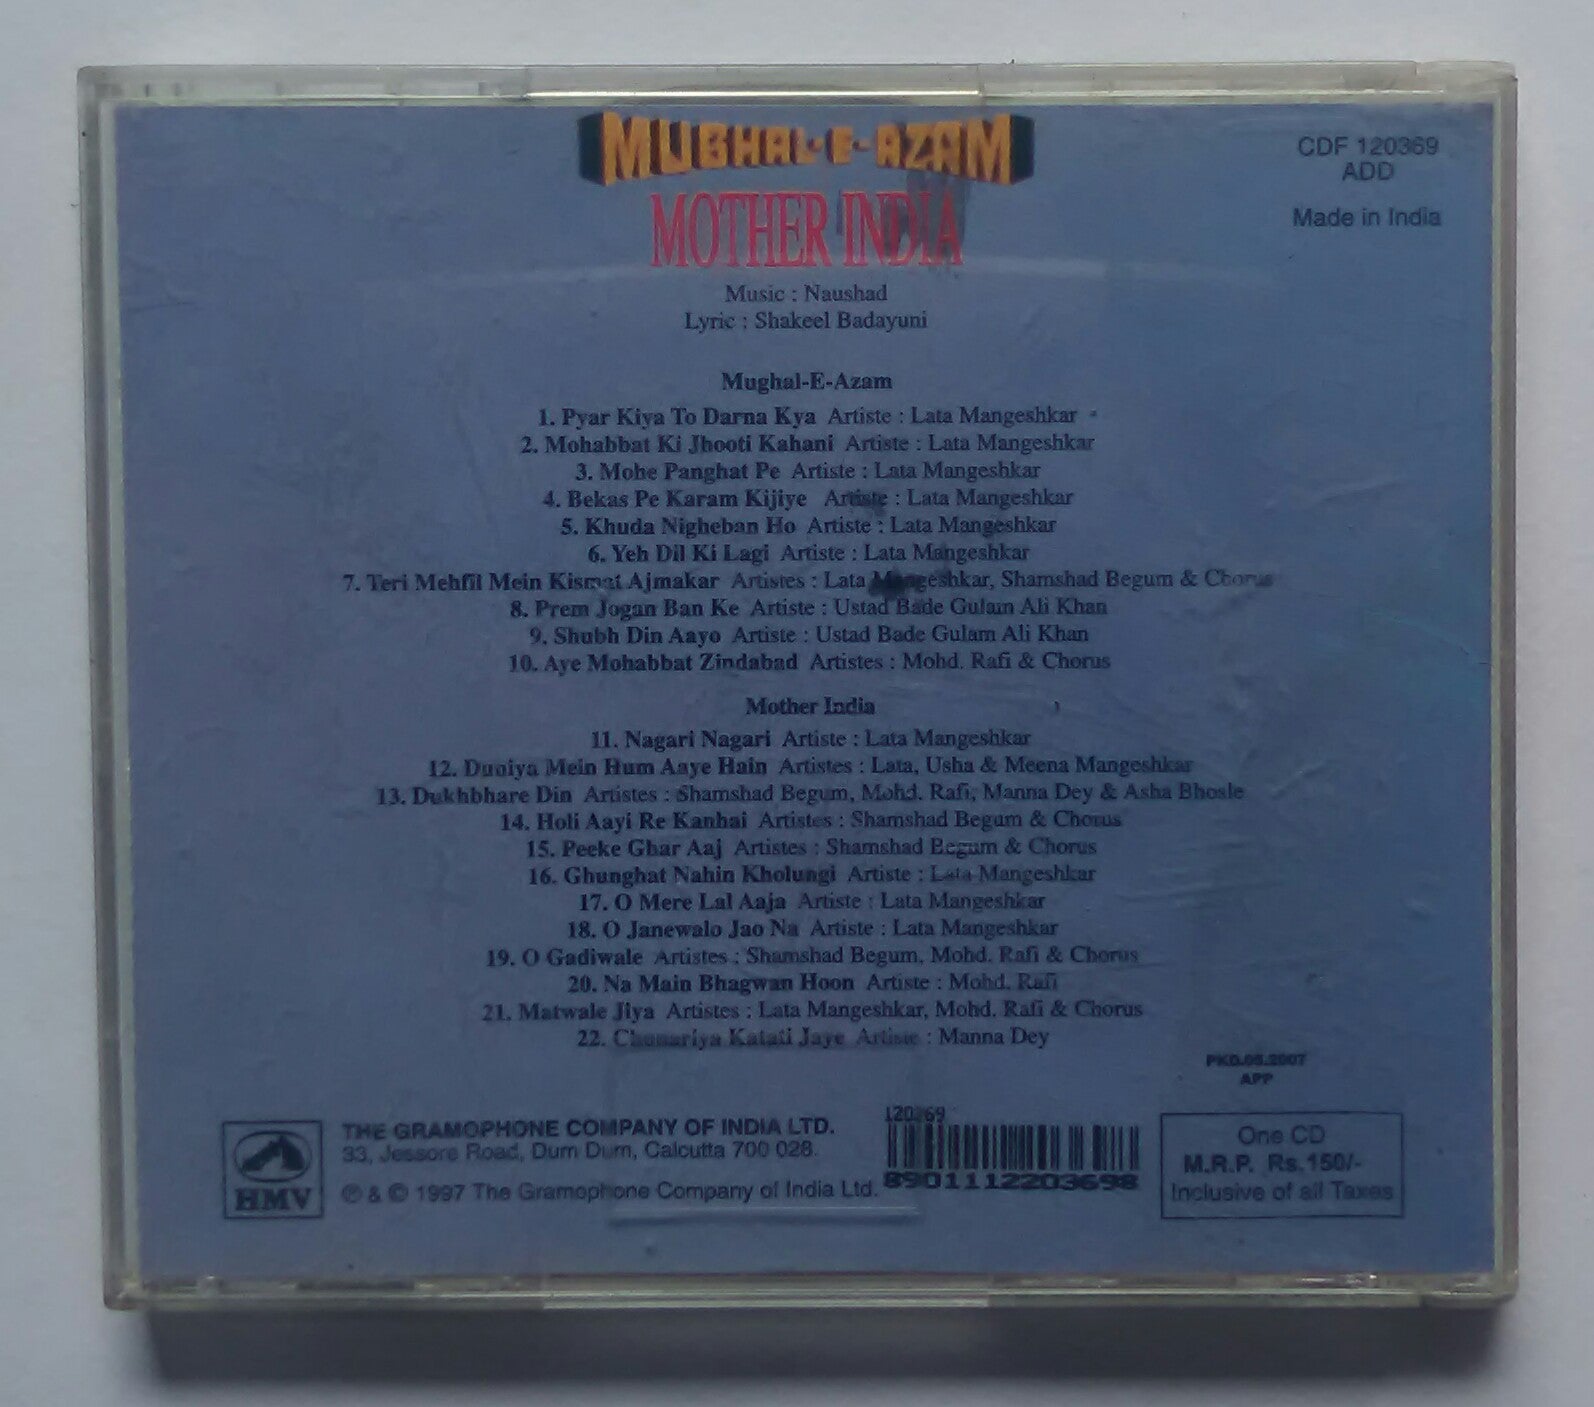 MUGHAL-E-AZAM
MOTHER INDIA
CDF 120369
ADD
Made in India
Music : Naushad
Lyric : Shakeel Badayuni
Mughal-E-Azam
1. Pyar Kiya To Darna Kya Artiste : Lata Mangeshkar
2. Mohabbat Ki Jhooti Kahani Artiste : Lata Mangeshkar
3. Mohe Panghat Pe Artiste : Lata Mangeshkar
4. Bekas Pe Karam Kijiye Artiste : Lata Mangeshkar
5. Khuda Nigheban Ho Artiste : Lata Mangeshkar
6. Yeh Dil Ki Lagi Artiste : Lata Mangeshkar
7. Teri Mehfil Mein Kismat Ajmakar Artistes : Lata Mangeshkar, Shamshad Begum & Chorus
8. Prem Jogan Ban Ke Artiste : Ustad Bade Gulam Ali Khan
9. Shubh Din Aayo Artiste : Ustad Bade Gulam Ali Khan
10. Aye Mohabbat Zindabad Artistes : Mohd. Rafi & Chorus
Mother India
11. Nagari Nagari Artiste : Lata Mangeshkar
12. Duniya Mein Hum Aaye Hain Artistes : Lata, Usha & Meena Mangeshkar
13. Dukhbhare Din Artistes : Shamshad Begum, Mohd. Rafi, Manna Dey & Asha Bhosle
14. Holi Aayi Re Kanhai Artistes : Shamshad Begum & Chorus
15. Peeke Ghar Aaj Artistes : Shamshad Begum & Chorus
16. Ghunghat Nahin Kholungi Artiste : Lata Mangeshkar
17. O Mere Lal Aaja Artiste : Lata Mangeshkar
18. O Janewalo Jao Na Artiste : Lata Mangeshkar
19. O Gadiwale Artistes : Shamshad Begum, Mohd. Rafi & Chorus
20. Na Main Bhagwan Hoon Artiste : Mohd. Rafi
21. Matwale Jiya Artistes : Lata Mangeshkar, Mohd. Rafi & Chorus
22. Chunariya Katati Jaye Artiste : Manna Dey
PKD.05.2007
APP
HMV
THE GRAMOPHONE COMPANY OF INDIA LTD.
33, Jessore Road, Dum Dum, Calcutta 700 028.
℗ & © 1997 The Gramophone Company of India Ltd.
120369
8901112203698
One CD
M.R.P. Rs.150/-
Inclusive of all Taxes